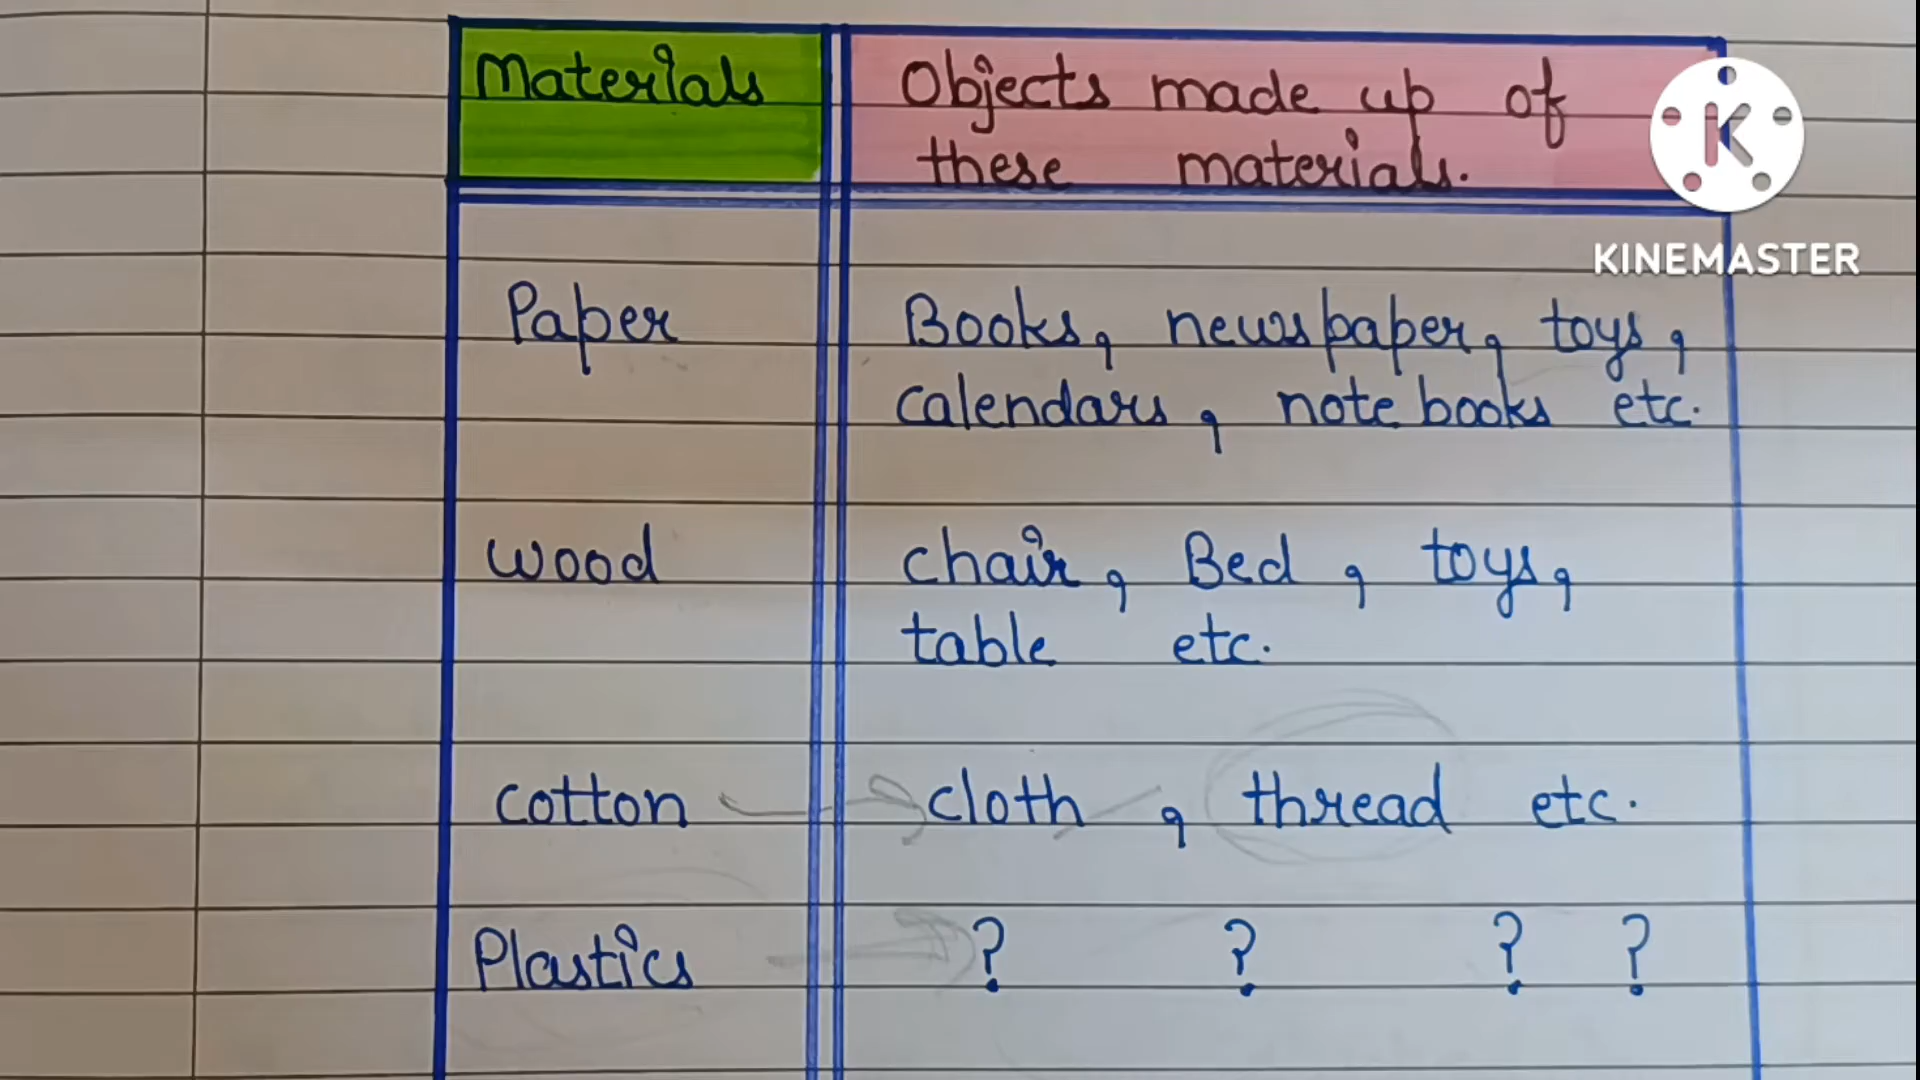 Materials
Objects made up of
these materials.
K
KINEMASTER
Paper
Books, newspaper, toys,
calendars, note books etc.
wood
chair, Bed, toys,
table etc.
cotton
cloth, thread etc.
Plastics
? ? ? ?